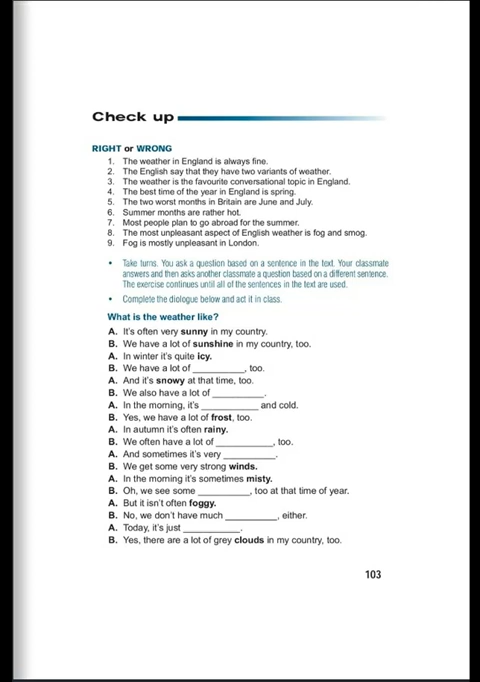 Check up
RIGHT or WRONG
1. The weather in England is always fine.
2. The English say that they have two variants of weather.
3. The weather is the favourite conversational topic in England.
4. The best time of the year in England is spring.
5. The two worst months in Britain are June and July.
6. Summer months are rather hot.
7. Most people plan to go abroad for the summer.
8. The most unpleasant aspect of English weather is fog and smog.
9. Fog is mostly unpleasant in London.
• Take turns. You ask a question based on a sentence in the text. Your classmate
answers and then asks another classmate a question based on a different sentence.
The exercise continues until all of the sentences in the text are used.
• Complete the diologue below and act it in class.
What is the weather like?
A. It's often very sunny in my country.
B. We have a lot of sunshine in my country, too.
A. In winter it's quite icy.
B. We have a lot of ___________, too.
A. And it's snowy at that time, too.
B. We also have a lot of ___________.
A. In the morning, it's ____________ and cold.
B. Yes, we have a lot of frost, too.
A. In autumn it's often rainy.
B. We often have a lot of ____________, too.
A. And sometimes it's very ___________.
B. We get some very strong winds.
A. In the morning it's sometimes misty.
B. Oh, we see some ___________, too at that time of year.
A. But it isn't often foggy.
B. No, we don't have much ___________, either.
A. Today, it's just ____________.
B. Yes, there are a lot of grey clouds in my country, too.
103